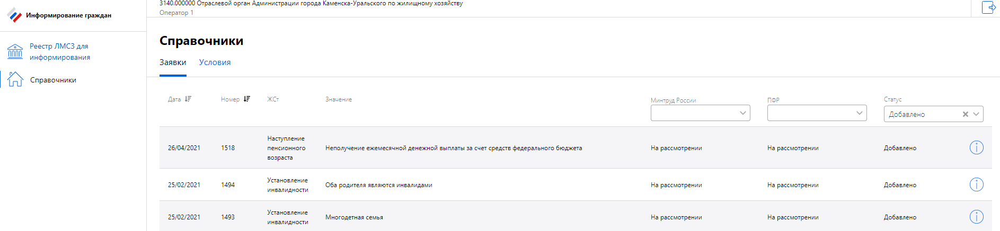 3140.000000 Отраслевой орган Администрации города Каменска-Уральского по жилищному хозяйству
Оператор 1
Информирование граждан
Реестр ЛМСЗ для
информирования
Справочники
Справочники
Заявки Условия
Дата Номер ЖСт Значение Минтруд России ПФР Статус
Добавлено
26/04/2021 1518 Наступление пенсионного возраста Неполучение ежемесячной денежной выплаты за счет средств федерального бюджета На рассмотрении На рассмотрении Добавлено
25/02/2021 1494 Установление инвалидности Оба родителя являются инвалидами На рассмотрении На рассмотрении Добавлено
25/02/2021 1493 Установление инвалидности Многодетная семья На рассмотрении На рассмотрении Добавлено